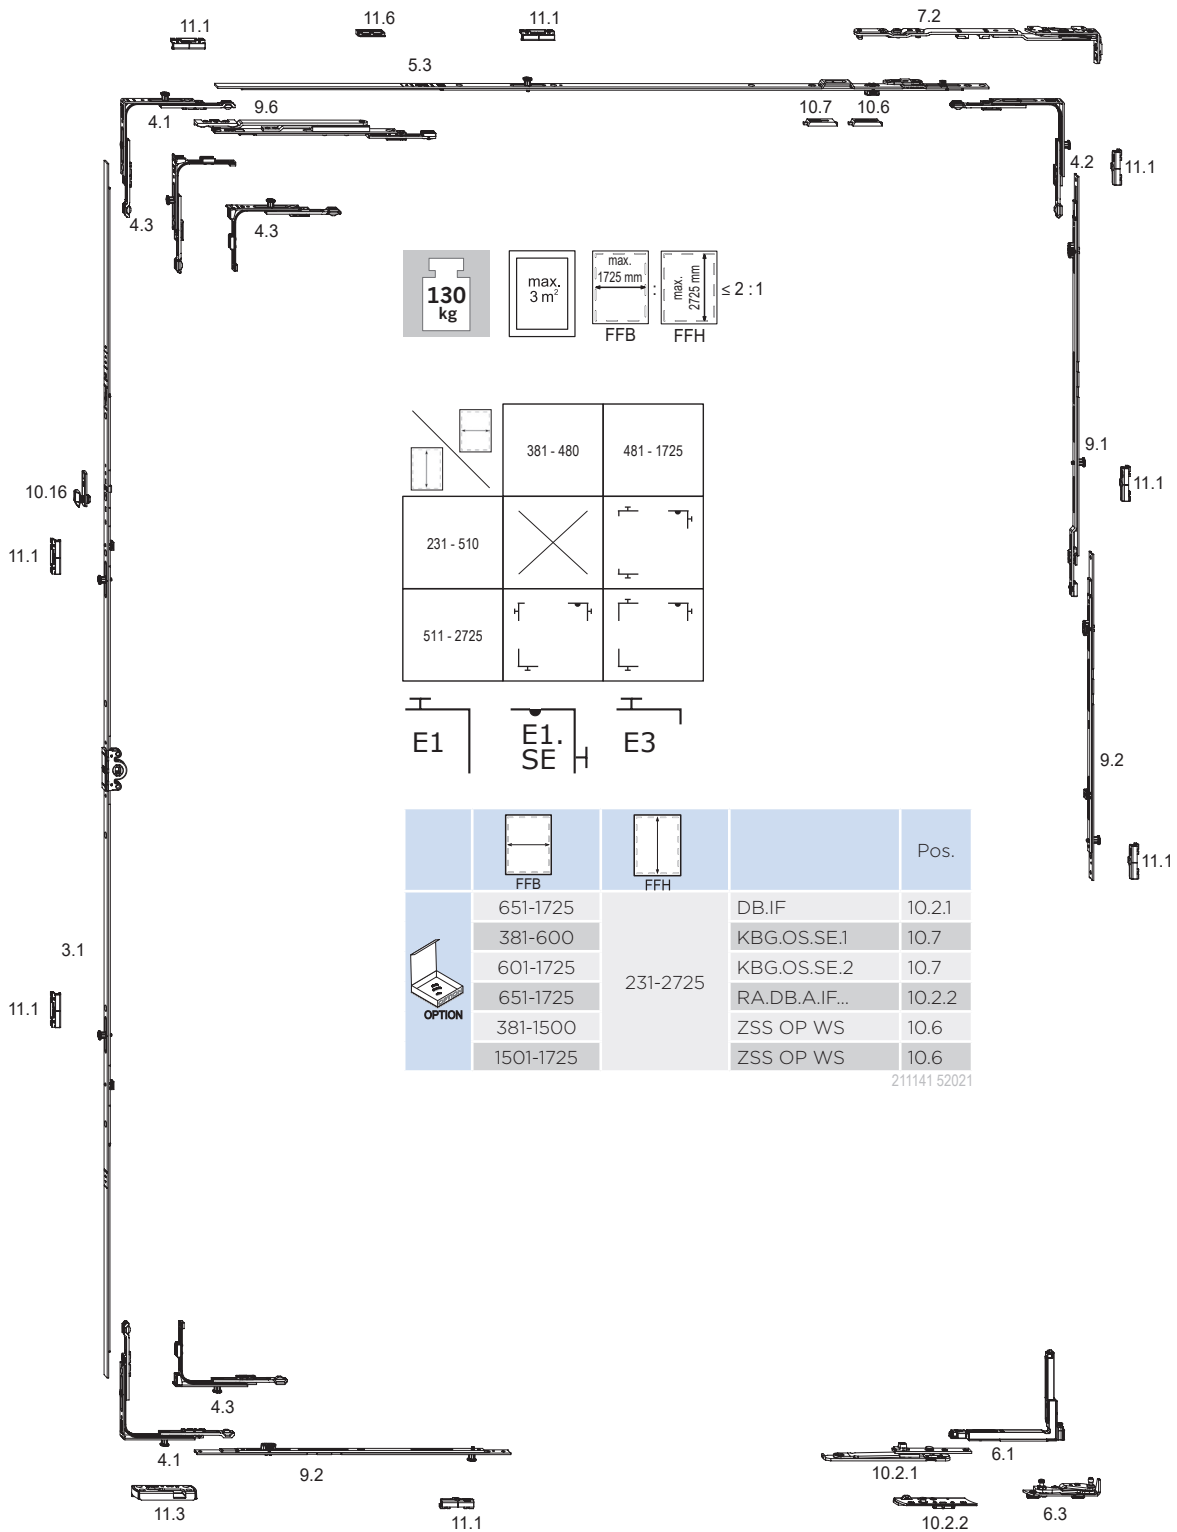 11.1
11.6
11.1
7.2
5.3
4.1
9.6
10.7
10.6
4.2
11.1
4.3
4.3
130
kg
max.
3 m²
max.
1725 mm
:
max.
2725 mm
≤ 2 : 1
FFB
FFH
381 - 480
481 - 1725
9.1
10.16
11.1
11.1
231 - 510
511 - 2725
E1
E1.
SE
E3
9.2
FFB
FFH
Pos.
11.1
651-1725
DB.IF
10.2.1
381-600
KBG.OS.SE.1
10.7
3.1
601-1725
231-2725
KBG.OS.SE.2
10.7
11.1
OPTION
651-1725
RA.DB.A.IF...
10.2.2
381-1500
ZSS OP WS
10.6
1501-1725
ZSS OP WS
10.6
211141 52021
4.3
4.1
9.2
10.2.1
6.1
11.3
11.1
10.2.2
6.3